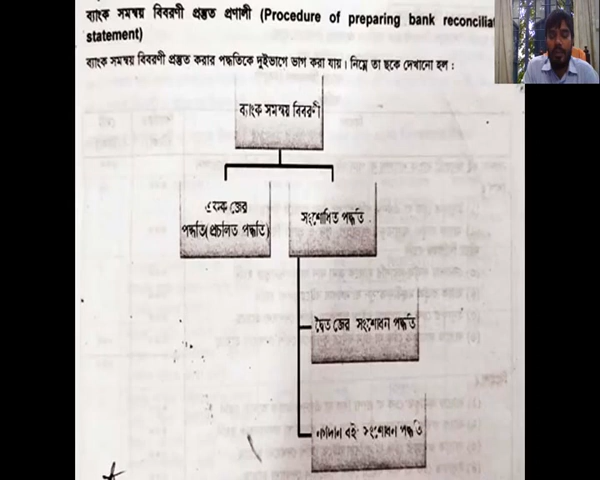 ব্যাংক সমন্বয় বিবরণী প্রস্তুত প্রণালী (Procedure of preparing bank reconciliat
statement)
ব্যাংক সমন্বয় বিবরণী প্রস্তুত করার পদ্ধতিকে দুইভাগে ভাগ করা যায়। নিম্নে তা ছকে দেখানো হল :
ব্যাংক সমন্বয় বিবরণী
একক জের
পদ্ধতি(প্রচলিত পদ্ধতি)
সংশোধিত পদ্ধতি
দ্বৈত জের সংশোধন পদ্ধতি
নগদান বই সংশোধন পদ্ধতি